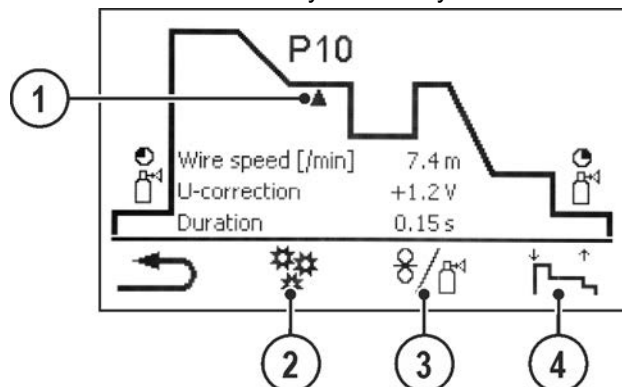 P10
1
Wire speed [/min] 7.4 m
U-correction +1.2 V
Duration 0.15 s
2 3 4